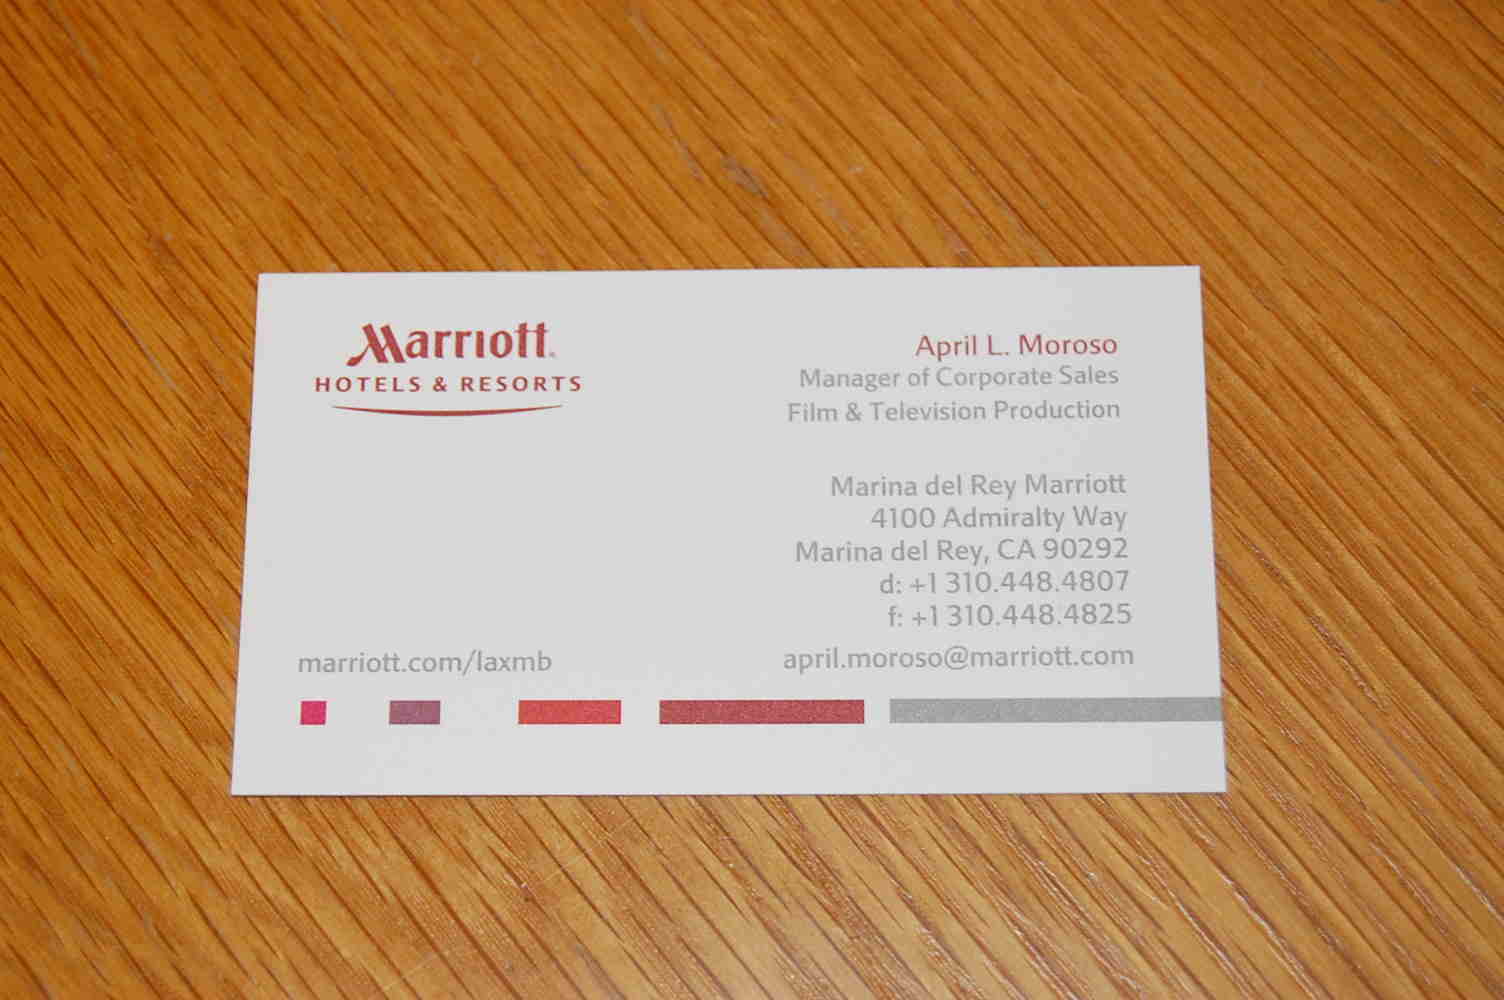 Marriott®
HOTELS & RESORTS
April L. Moroso
Manager of Corporate Sales
Film & Television Production
Marina del Rey Marriott
4100 Admiralty Way
Marina del Rey, CA 90292
d: +1 310.448.4807
f: +1 310.448.4825
april.moroso@marriott.com
marriott.com/laxmb